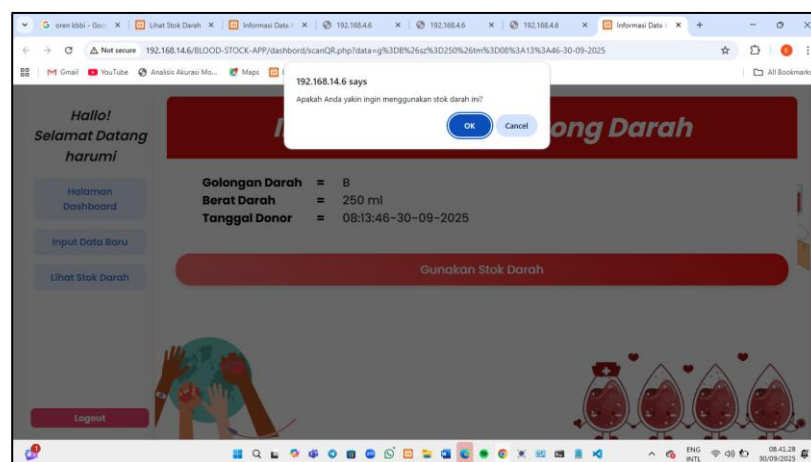 oren kbbi - Goo
Lihat Stok Darah
Informasi Data
192.168.4.6
192.168.4.6
192.168.4.6
Informasi Data
Not secure
192.168.14.6/BLOOD-STOCK-APP/dashbord/scanQR.php?data=g%3DB%26sz%3D250%26tm%3D08%3A13%3A46-30-09-2025
Gmail
YouTube
Analisis Akurasi Mo...
Maps
All Bookmarks
192.168.14.6 says
Apakah Anda yakin ingin menggunakan stok darah ini?
OK
Cancel
Hallo!
Selamat Datang
harumi
Halaman
Dashboard
Input Data Baru
Lihat Stok Darah
Logout
ong Darah
Golongan Darah = B
Berat Darah = 250 ml
Tanggal Donor = 08:13:46-30-09-2025
Gunakan Stok Darah
ENG
INTL
08.41.28
30/09/2025